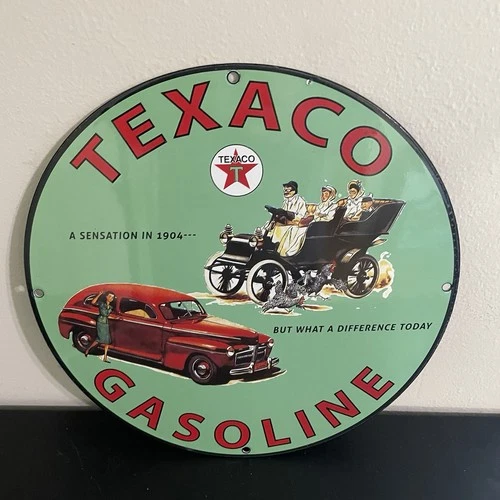 TEXACO
TEXACO
T
A SENSATION IN 1904---
BUT WHAT A DIFFERENCE TODAY
GASOLINE